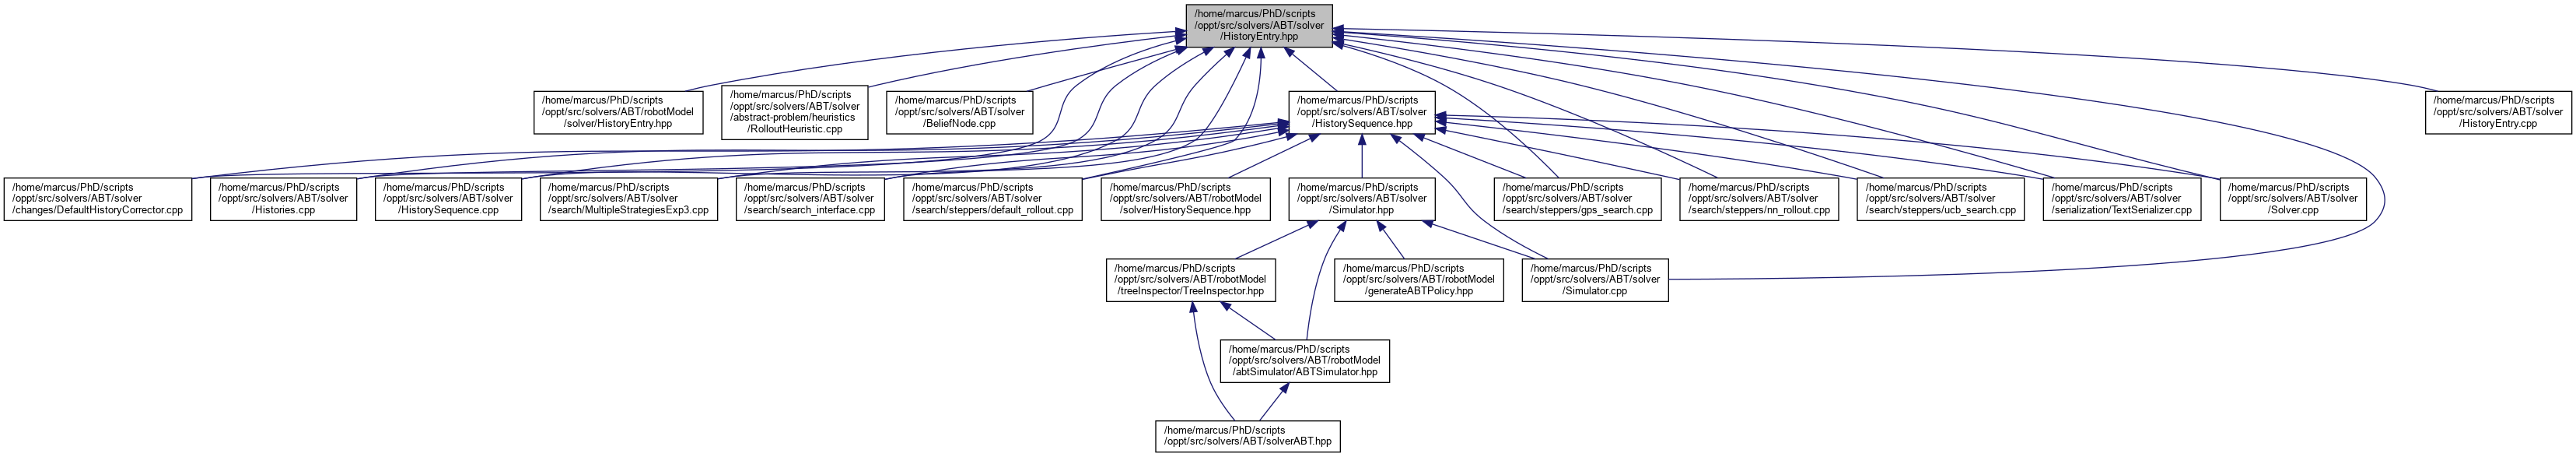 /home/marcus/PhD/scripts
/oppt/src/solvers/ABT/solver
/HistoryEntry.hpp
/home/marcus/PhD/scripts
/oppt/src/solvers/ABT/robotModel
/solver/HistoryEntry.hpp
/home/marcus/PhD/scripts
/oppt/src/solvers/ABT/solver
/abstract-problem/heuristics
/RolloutHeuristic.cpp
/home/marcus/PhD/scripts
/oppt/src/solvers/ABT/solver
/BeliefNode.cpp
/home/marcus/PhD/scripts
/oppt/src/solvers/ABT/solver
/HistorySequence.hpp
/home/marcus/PhD/scripts
/oppt/src/solvers/ABT/solver
/HistoryEntry.cpp
/home/marcus/PhD/scripts
/oppt/src/solvers/ABT/solver
/changes/DefaultHistoryCorrector.cpp
/home/marcus/PhD/scripts
/oppt/src/solvers/ABT/solver
/Histories.cpp
/home/marcus/PhD/scripts
/oppt/src/solvers/ABT/solver
/HistorySequence.cpp
/home/marcus/PhD/scripts
/oppt/src/solvers/ABT/solver
/search/MultipleStrategiesExp3.cpp
/home/marcus/PhD/scripts
/oppt/src/solvers/ABT/solver
/search/search_interface.cpp
/home/marcus/PhD/scripts
/oppt/src/solvers/ABT/solver
/search/steppers/default_rollout.cpp
/home/marcus/PhD/scripts
/oppt/src/solvers/ABT/robotModel
/solver/HistorySequence.hpp
/home/marcus/PhD/scripts
/oppt/src/solvers/ABT/solver
/Simulator.hpp
/home/marcus/PhD/scripts
/oppt/src/solvers/ABT/solver
/search/steppers/gps_search.cpp
/home/marcus/PhD/scripts
/oppt/src/solvers/ABT/solver
/search/steppers/nn_rollout.cpp
/home/marcus/PhD/scripts
/oppt/src/solvers/ABT/solver
/search/steppers/ucb_search.cpp
/home/marcus/PhD/scripts
/oppt/src/solvers/ABT/solver
/serialization/TextSerializer.cpp
/home/marcus/PhD/scripts
/oppt/src/solvers/ABT/solver
/Solver.cpp
/home/marcus/PhD/scripts
/oppt/src/solvers/ABT/robotModel
/treeInspector/TreeInspector.hpp
/home/marcus/PhD/scripts
/oppt/src/solvers/ABT/robotModel
/generateABTPolicy.hpp
/home/marcus/PhD/scripts
/oppt/src/solvers/ABT/solver
/Simulator.cpp
/home/marcus/PhD/scripts
/oppt/src/solvers/ABT/robotModel
/abtSimulator/ABTSimulator.hpp
/home/marcus/PhD/scripts
/oppt/src/solvers/ABT/solverABT.hpp